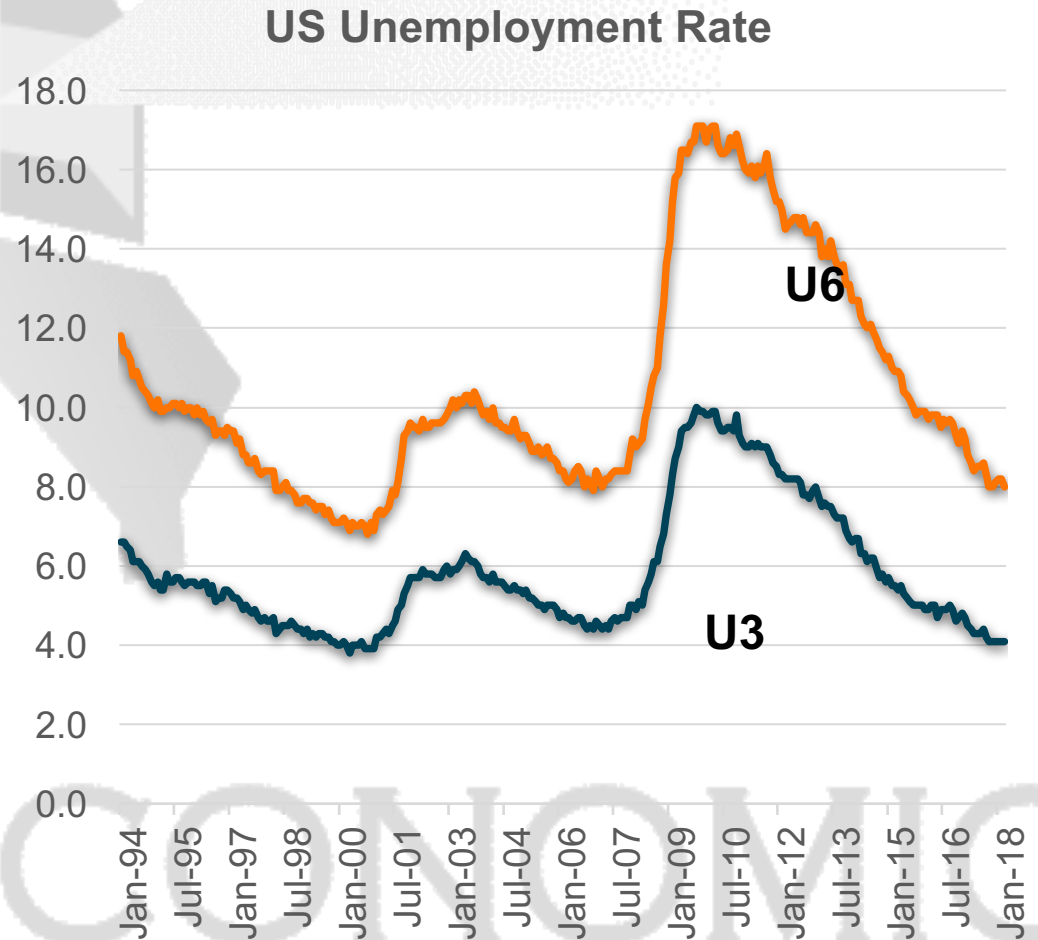 US Unemployment Rate
18.0
16.0
14.0
12.0
10.0
8.0
6.0
4.0
2.0
0.0
U6
U3
Jan-94
Jul-95
Jan-97
Jul-98
Jan-00
Jul-01
Jan-03
Jul-04
Jan-06
Jul-07
Jan-09
Jul-10
Jan-12
Jul-13
Jan-15
Jul-16
Jan-18
CONOMIC